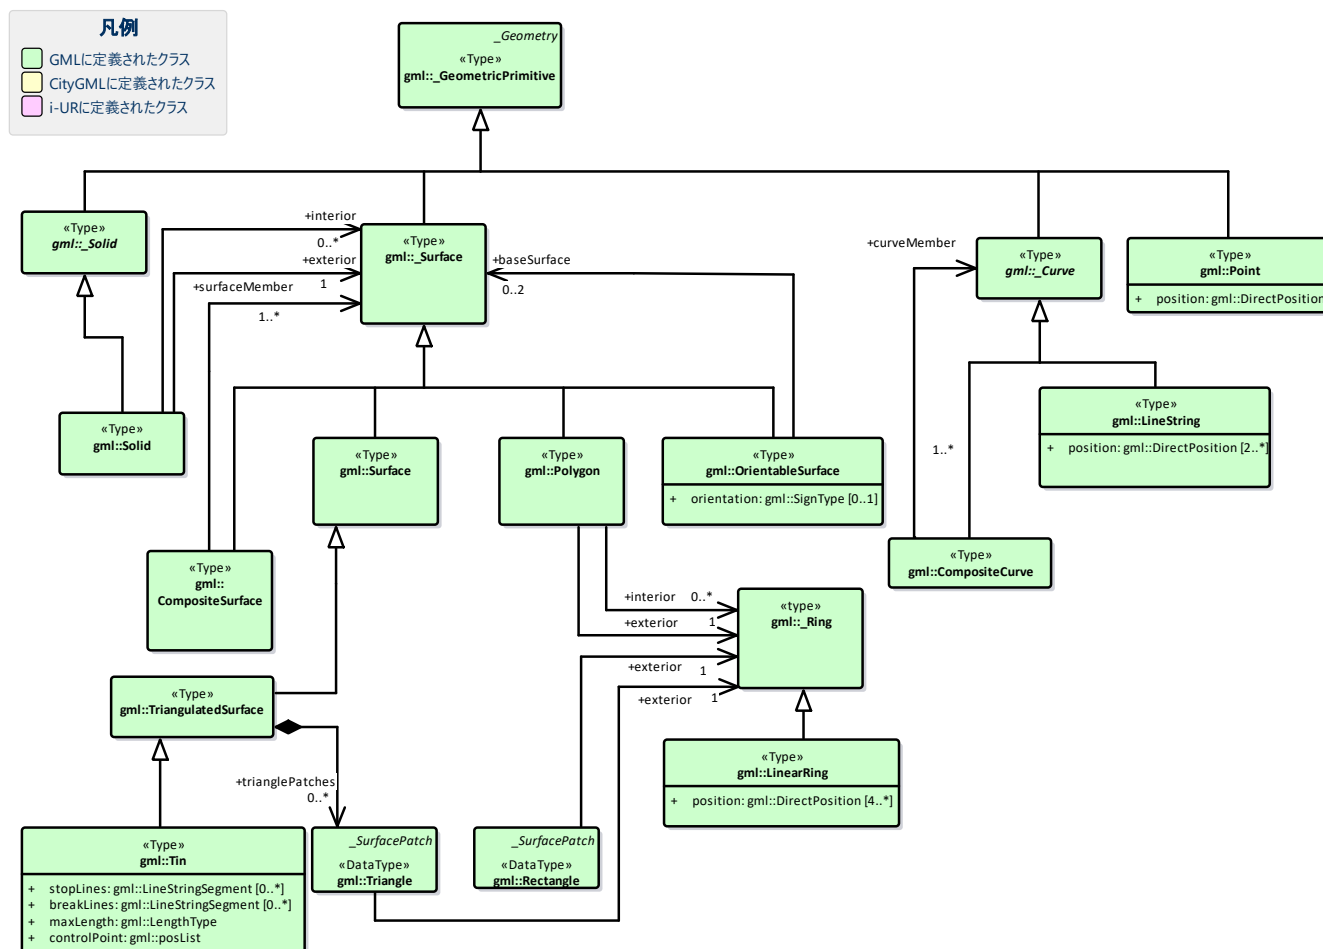 凡例
GMLに定義されたクラス
CityGMLに定義されたクラス
i-URに定義されたクラス
_Geometry
«Type»
gml::_GeometricPrimitive
«Type»
gml::_Solid
+interior
0..*
+exterior
1
+surfaceMember
1..*
«Type»
gml::_Surface
+baseSurface
0..2
+curveMember
1..*
«Type»
gml::_Curve
«Type»
gml::Point
+ position: gml::DirectPosition
«Type»
gml::Solid
«Type»
gml::Surface
«Type»
gml::Polygon
«Type»
gml::OrientableSurface
+ orientation: gml::SignType [0..1]
«Type»
gml::LineString
+ position: gml::DirectPosition [2..*]
«Type»
gml::
CompositeSurface
«Type»
gml::CompositeCurve
+interior 0..*
+exterior 1
+exterior 1
+exterior 1
«type»
gml::_Ring
«Type»
gml::TriangulatedSurface
+trianglePatches
0..*
«Type»
gml::LinearRing
+ position: gml::DirectPosition [4..*]
«Type»
gml::Tin
+ stopLines: gml::LineStringSegment [0..*]
+ breakLines: gml::LineStringSegment [0..*]
+ maxLength: gml::LengthType
+ controlPoint: gml::posList
_SurfacePatch
«DataType»
gml::Triangle
_SurfacePatch
«DataType»
gml::Rectangle